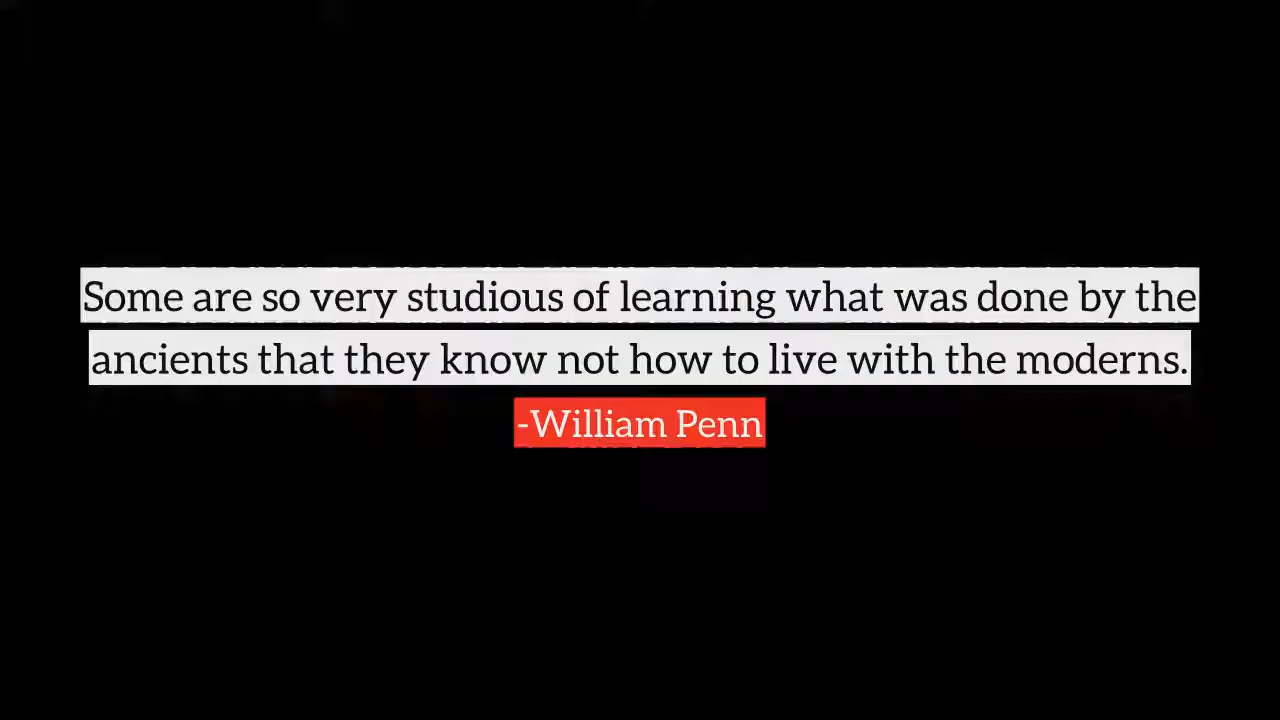 Some are so very studious of learning what was done by the
ancients that they know not how to live with the moderns.
-William Penn